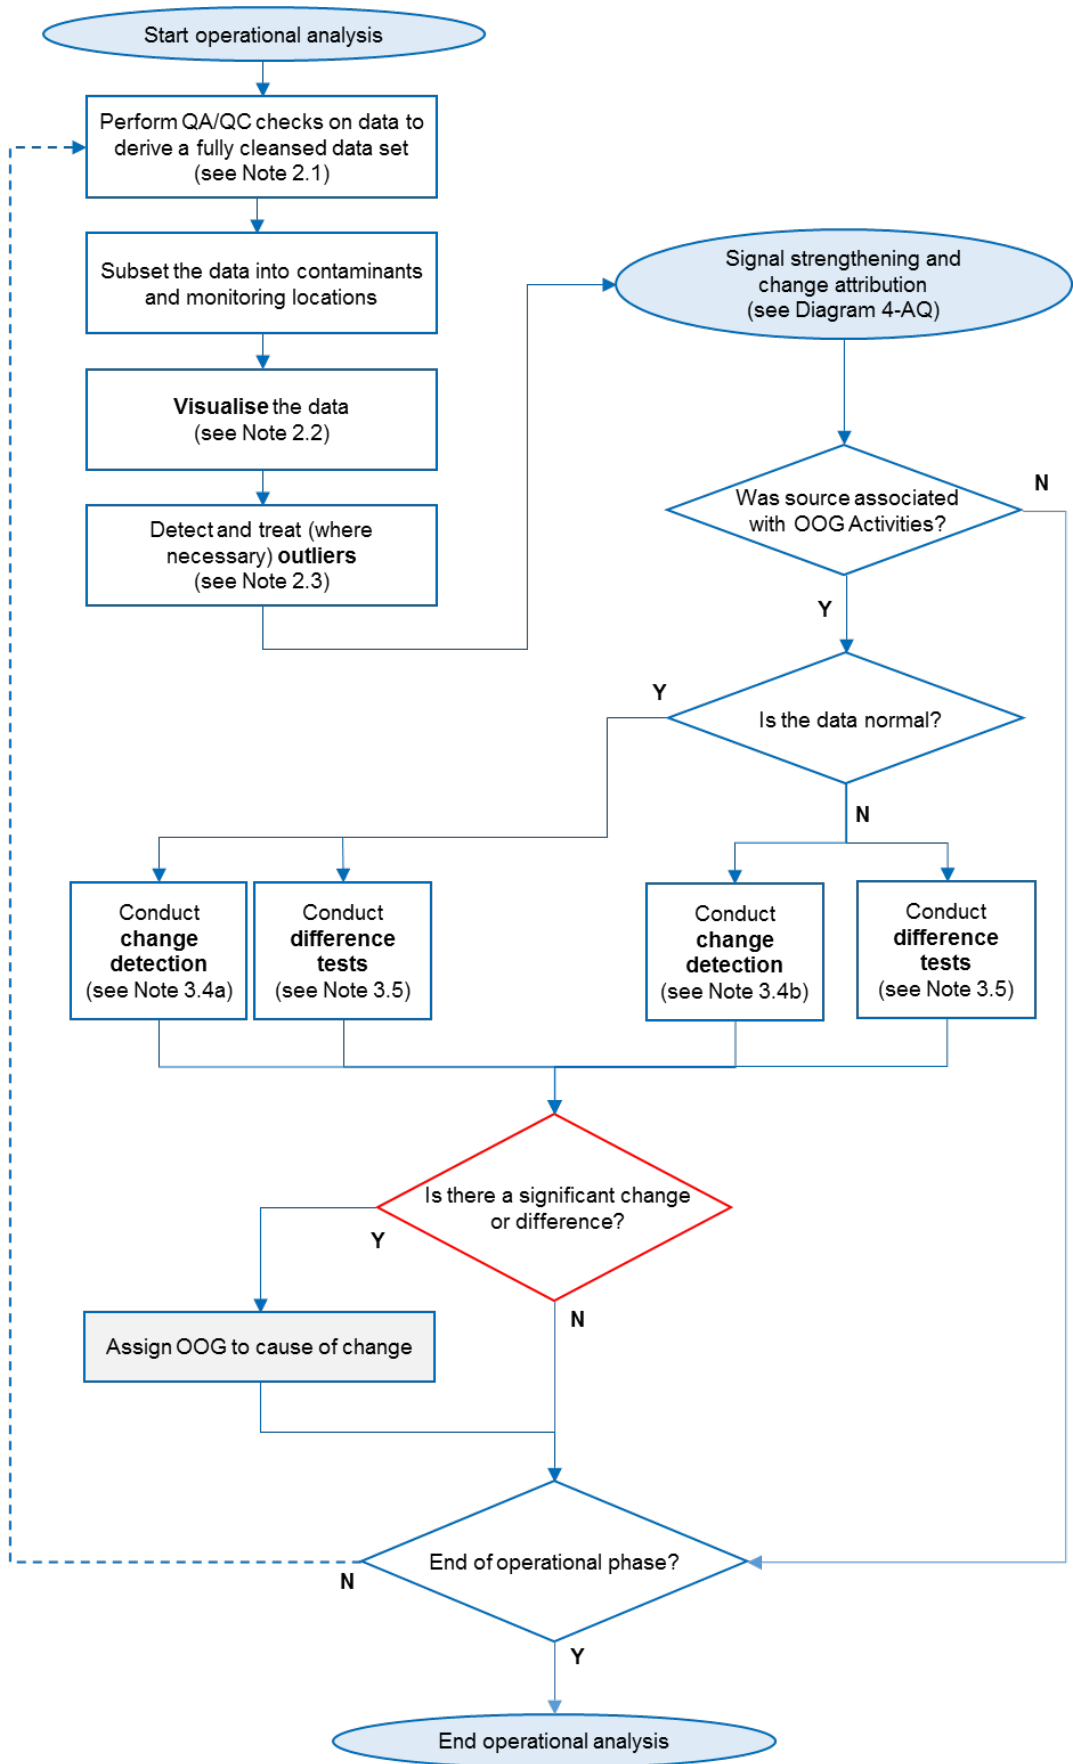 Start operational analysis
Perform QA/QC checks on data to
derive a fully cleansed data set
(see Note 2.1)
Subset the data into contaminants
and monitoring locations
Visualise the data
(see Note 2.2)
Detect and treat (where
necessary) outliers
(see Note 2.3)
Signal strengthening and
change attribution
(see Diagram 4-AQ)
Was source associated
with OOG Activities?
N
Y
Is the data normal?
Y
N
Conduct
change
detection
(see Note 3.4a)
Conduct
difference
tests
(see Note 3.5)
Conduct
change
detection
(see Note 3.4b)
Conduct
difference
tests
(see Note 3.5)
Is there a significant change
or difference?
Y
N
Assign OOG to cause of change
End of operational phase?
N
Y
End operational analysis